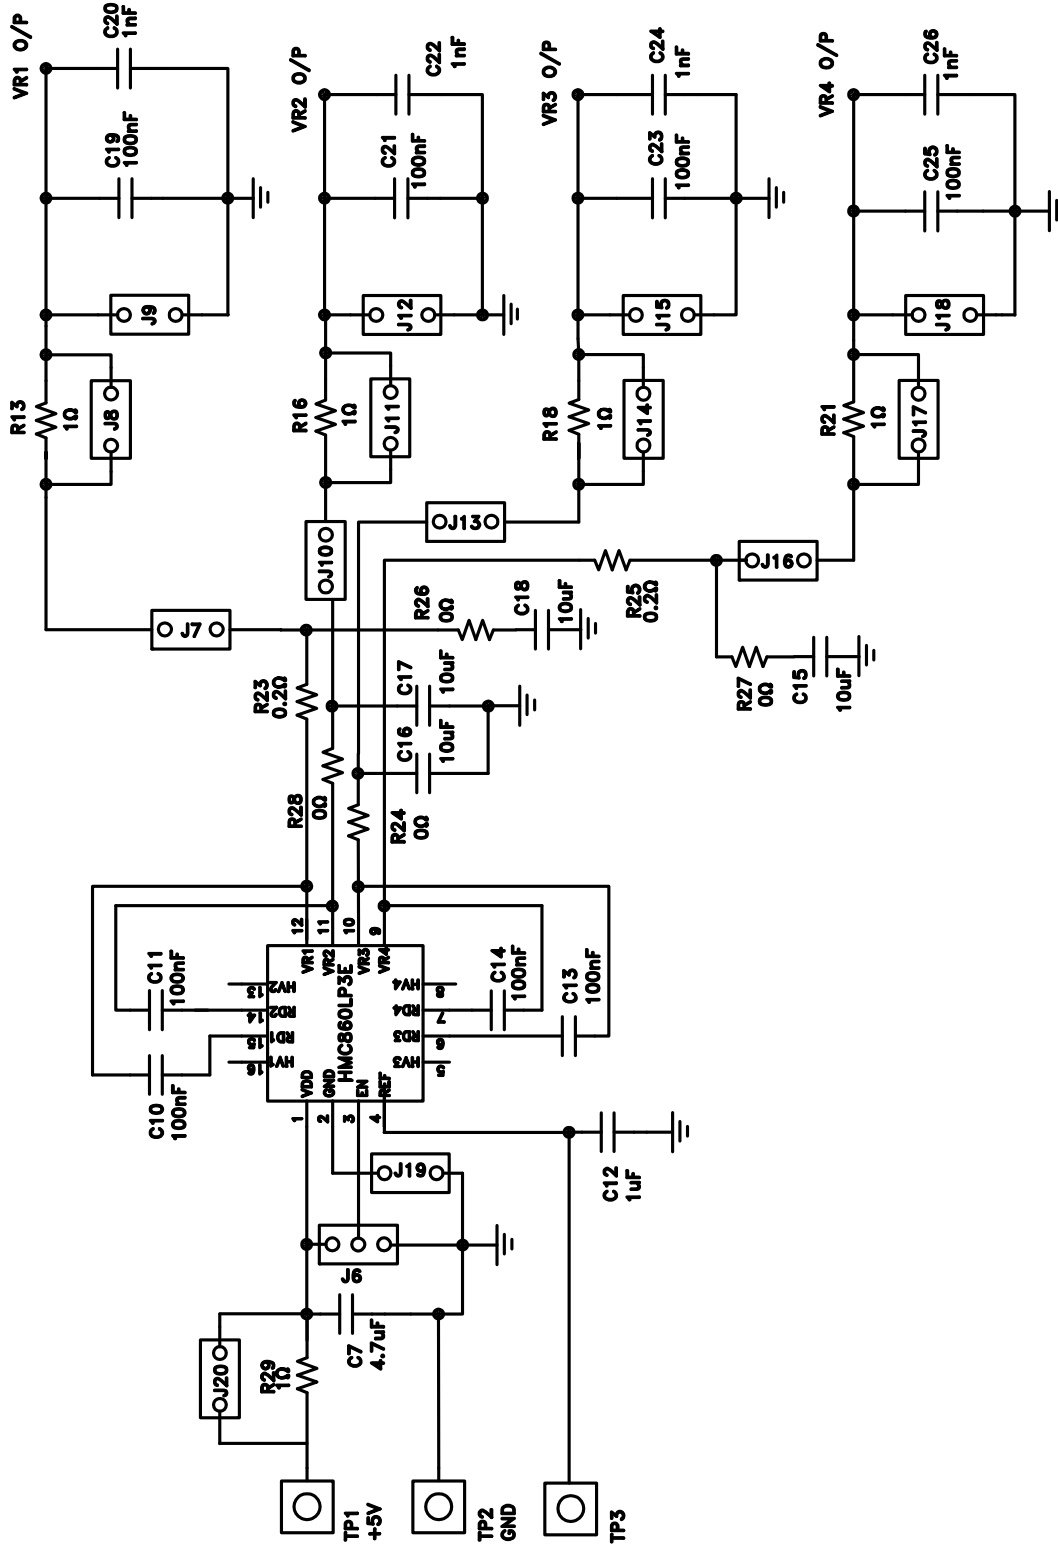 VR1 O/P
C20
1nF
C19
100nF
J9
R13
1Ω
J8
VR2 O/P
C22
1nF
C21
100nF
J12
R16
1Ω
J11
J10
VR3 O/P
C24
1nF
C23
100nF
J15
R18
1Ω
J14
J13
VR4 O/P
C26
1nF
C25
100nF
J18
R21
1Ω
J17
J16
J7
R26
0Ω
C18
10uF
R25
0.2Ω
R27
0Ω
C15
10uF
R23
0.2Ω
C17
10uF
C16
10uF
R28
0Ω
R24
0Ω
C11
100nF
C10
100nF
C14
100nF
C13
100nF
HMC860LP3E
12
11
10
9
VR1
VR2
VR3
VR4
13
14
15
16
HV2
RD2
RD1
HV1
HV4
RD4
RD3
HV3
8
7
6
5
VDD
GND
EN
REF
1
2
3
4
J19
C12
1uF
J6
C7
4.7uF
J20
R29
1Ω
TP1
+5V
TP2
GND
TP3